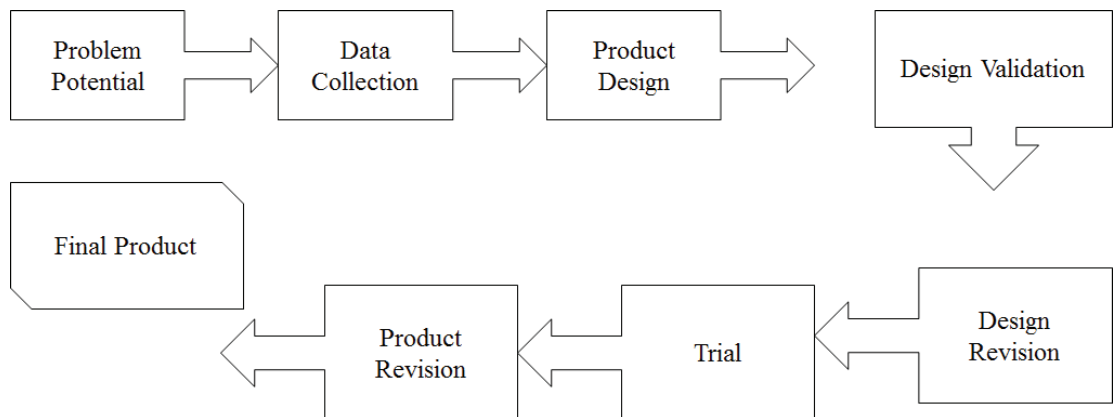 Problem
Potential
Data
Collection
Product
Design
Design Validation
Design
Revision
Trial
Product
Revision
Final Product